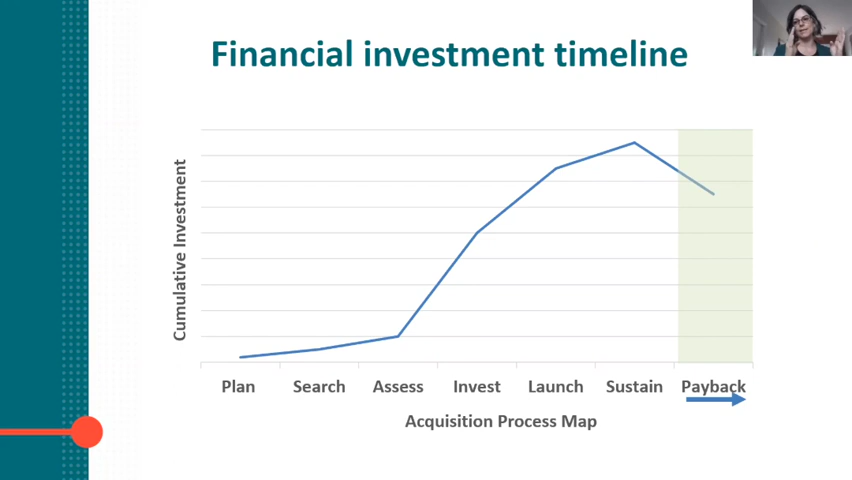 Financial investment timeline
Cumulative Investment
Plan Search Assess Invest Launch Sustain Payback
Acquisition Process Map